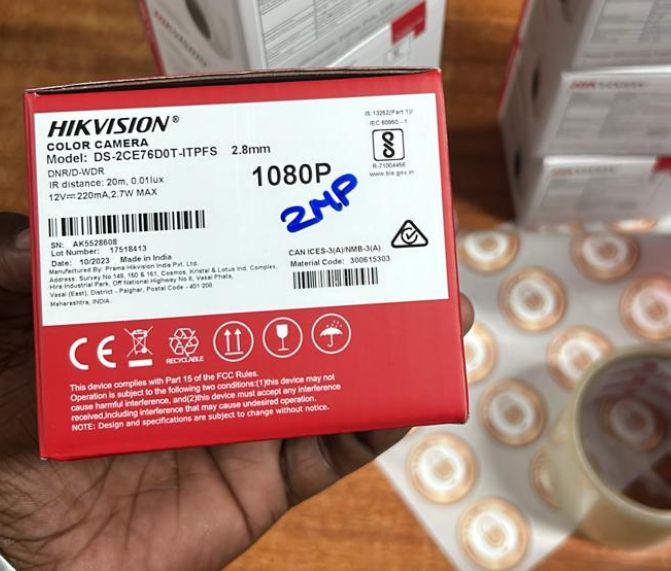 HIKVISION®
COLOR CAMERA
Model: DS-2CE76D0T-ITPFS 2.8mm
DNR/D-WDR
IR distance: 20m, 0.01lux
12V⎓220mA,2.7W MAX
1080P
2MP
IS 13252(Part 1)/
IEC 60950 - 1
www.bis.gov.in
SN: AK5528608
Lot Number: 17518413
Date: 10/2023 Made in India
Manufactured By: Prama Hikvision India Pvt. Ltd.
Address: Survey No 149, 150 & 161, Cosmos, Kristal & Lotus Ind. Complex,
Hire Industrial Park, Off National Highway No 8, Vasai Phata,
Vasai (East), District - Palghar, Postal Code - 401 208,
Maharashtra, INDIA.
CAN ICES-3(A)/NMB-3(A)
Material Code: 300615303
CE
RECYCLABLE
This device complies with Part 15 of the FCC Rules.
Operation is subject to the following two conditions:(1)this device may not
cause harmful interference, and(2)this device must accept any interference
received,including interference that may cause undesired operation.
NOTE: Design and specifications are subject to change without notice.